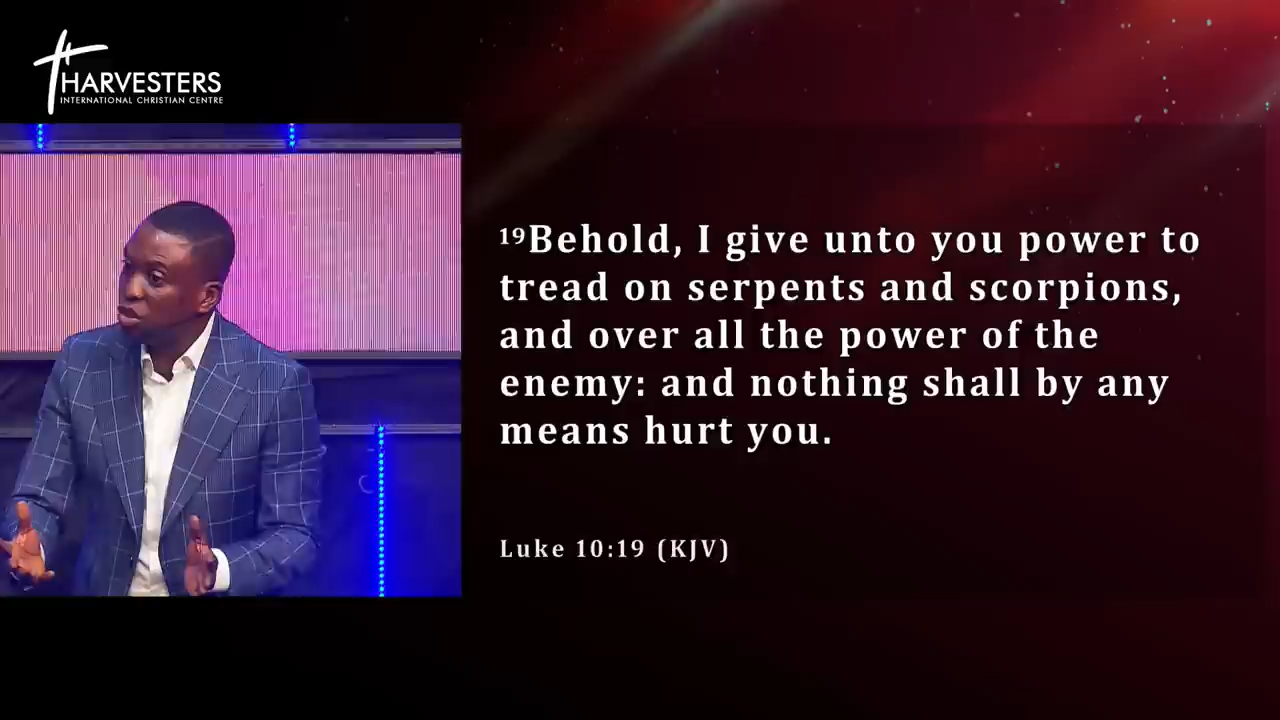 HARVESTERS
INTERNATIONAL CHRISTIAN CENTRE
19Behold, I give unto you power to
tread on serpents and scorpions,
and over all the power of the
enemy: and nothing shall by any
means hurt you.
Luke 10:19 (KJV)